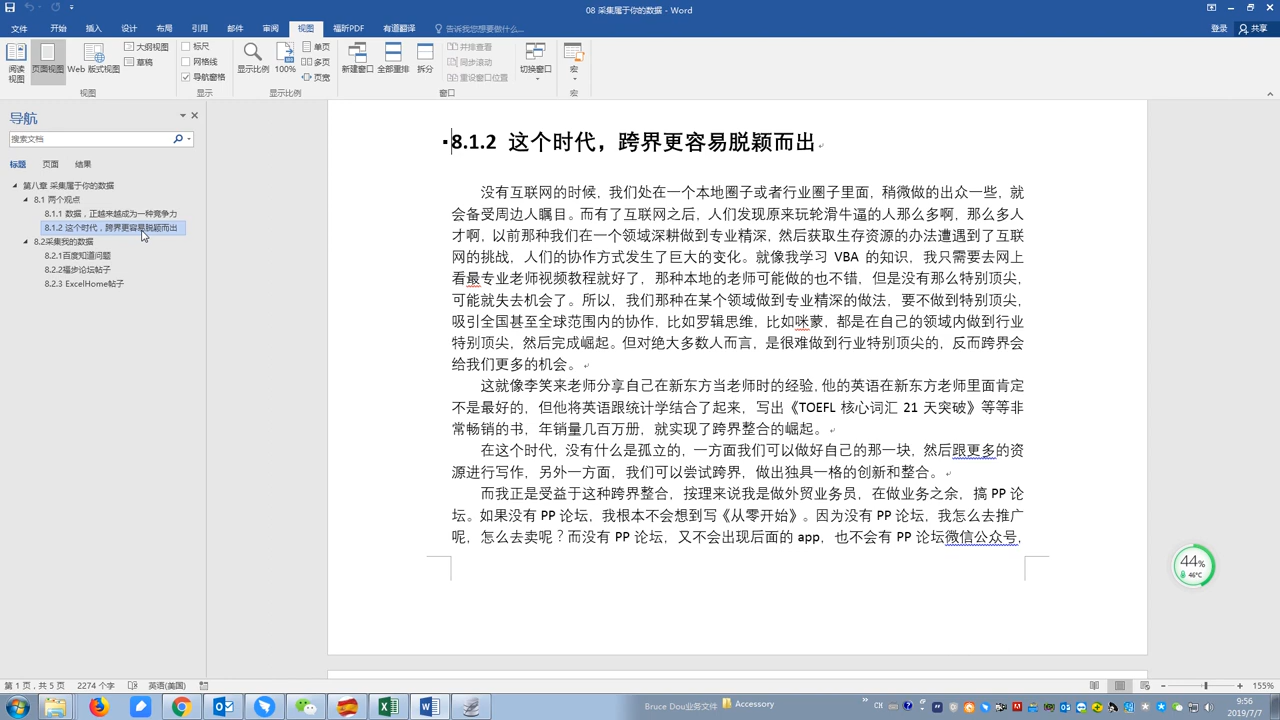 08 采集属于你的数据 - Word
文件 开始 插入 设计 布局 引用 邮件 审阅 视图 福昕PDF 有道翻译 告诉我您想要做什么... 登录 共享
阅读视图 页面视图 Web 版式视图 大纲视图 草稿
标尺 网格线 导航窗格
显示比例 100% 单页 多页 页宽
新建窗口 全部重排 拆分 并排查看 同步滚动 重设窗口位置 切换窗口 宏
视图 显示 显示比例 窗口 宏
导航
搜索文档
标题 页面 结果
第八章 采集属于你的数据
8.1 两个观点
8.1.1 数据，正越来越成为一种竞争力
8.1.2 这个时代，跨界更容易脱颖而出
8.2采集我的数据
8.2.1百度知道问题
8.2.2福步论坛帖子
8.2.3 ExcelHome帖子
8.1.2 这个时代，跨界更容易脱颖而出
没有互联网的时候，我们处在一个本地圈子或者行业圈子里面，稍微做的出众一些，就
会备受周边人瞩目。而有了互联网之后，人们发现原来玩轮滑牛逼的人那么多啊，那么多人
才啊，以前那种我们在一个领域深耕做到专业精深，然后获取生存资源的办法遭遇到了互联
网的挑战，人们的协作方式发生了巨大的变化。就像我学习 VBA 的知识，我只需要去网上
看最专业老师视频教程就好了，那种本地的老师可能做的也不错，但是没有那么特别顶尖，
可能就失去机会了。所以，我们那种在某个领域做到专业精深的做法，要不做到特别顶尖，
吸引全国甚至全球范围内的协作，比如罗辑思维，比如咪蒙，都是在自己的领域内做到行业
特别顶尖，然后完成崛起。但对绝大多数人而言，是很难做到行业特别顶尖的，反而跨界会
给我们更多的机会。
这就像李笑来老师分享自己在新东方当老师时的经验，他的英语在新东方老师里面肯定
不是最好的，但他将英语跟统计学结合了起来，写出《TOEFL 核心词汇 21 天突破》等等非
常畅销的书，年销量几百万册，就实现了跨界整合的崛起。
在这个时代，没有什么是孤立的，一方面我们可以做好自己的那一块，然后跟更多的资
源进行写作，另外一方面，我们可以尝试跨界，做出独具一格的创新和整合。
而我正是受益于这种跨界整合，按理来说我是做外贸业务员，在做业务之余，搞 PP 论
坛。如果没有 PP 论坛，我根本不会想到写《从零开始》。因为没有 PP 论坛，我怎么去推广
呢，怎么去卖呢？而没有 PP 论坛，又不会出现后面的 app，也不会有 PP 论坛微信公众号，
44%
46℃
第 1 页，共 5 页 2274 个字 英语(美国) 155%
Bruce Dou业务文件 Accessory CH 9:56
2019/7/7